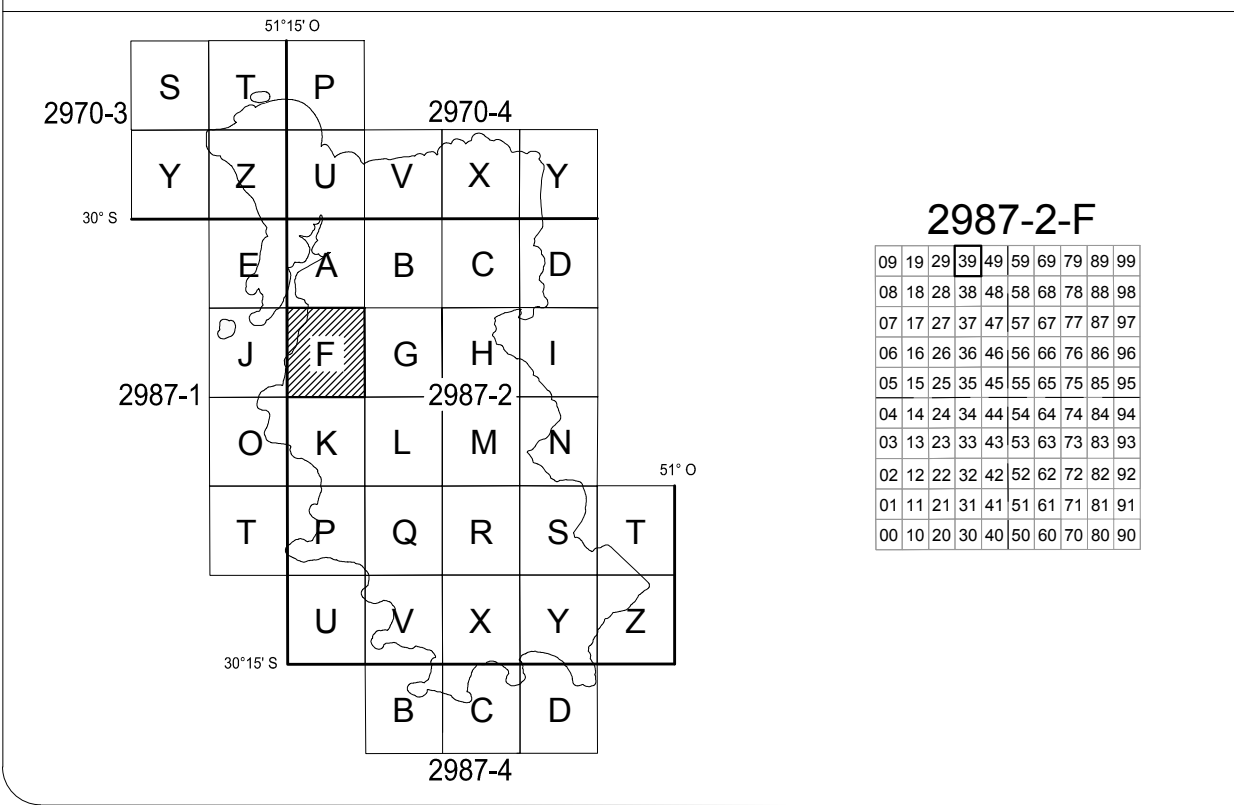 51°15' O
S T P
2970-3 2970-4
Y Z U V X Y
30° S
E A B C D
J F G H I
2987-1 2987-2
O K L M N
51° O
T P Q R S T
U V X Y Z
30°15' S
B C D
2987-4
2987-2-F
09 19 29 39 49 59 69 79 89 99
08 18 28 38 48 58 68 78 88 98
07 17 27 37 47 57 67 77 87 97
06 16 26 36 46 56 66 76 86 96
05 15 25 35 45 55 65 75 85 95
04 14 24 34 44 54 64 74 84 94
03 13 23 33 43 53 63 73 83 93
02 12 22 32 42 52 62 72 82 92
01 11 21 31 41 51 61 71 81 91
00 10 20 30 40 50 60 70 80 90